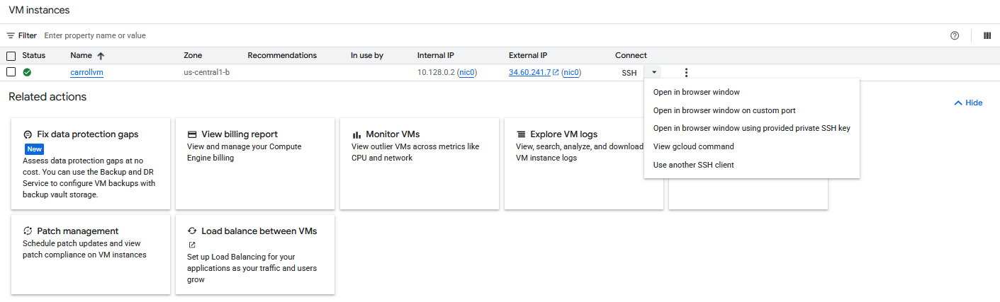 VM instances
Filter Enter property name or value
Status Name Zone Recommendations In use by Internal IP External IP Connect
carrollvm us-central1-b 10.128.0.2 (nic0) 34.60.241.7 (nic0) SSH
Open in browser window
Open in browser window on custom port
Open in browser window using provided private SSH key
View gcloud command
Use another SSH client
Related actions
Hide
Fix data protection gaps
New
Assess data protection gaps at no
cost. You can use the Backup and DR
Service to configure VM backups with
backup vault storage.
View billing report
View and manage your Compute
Engine billing
Monitor VMs
View outlier VMs across metrics like
CPU and network
Explore VM logs
View, search, analyze, and download
VM instance logs
Patch management
Schedule patch updates and view
patch compliance on VM instances
Load balance between VMs
Set up Load Balancing for your
applications as your traffic and users
grow